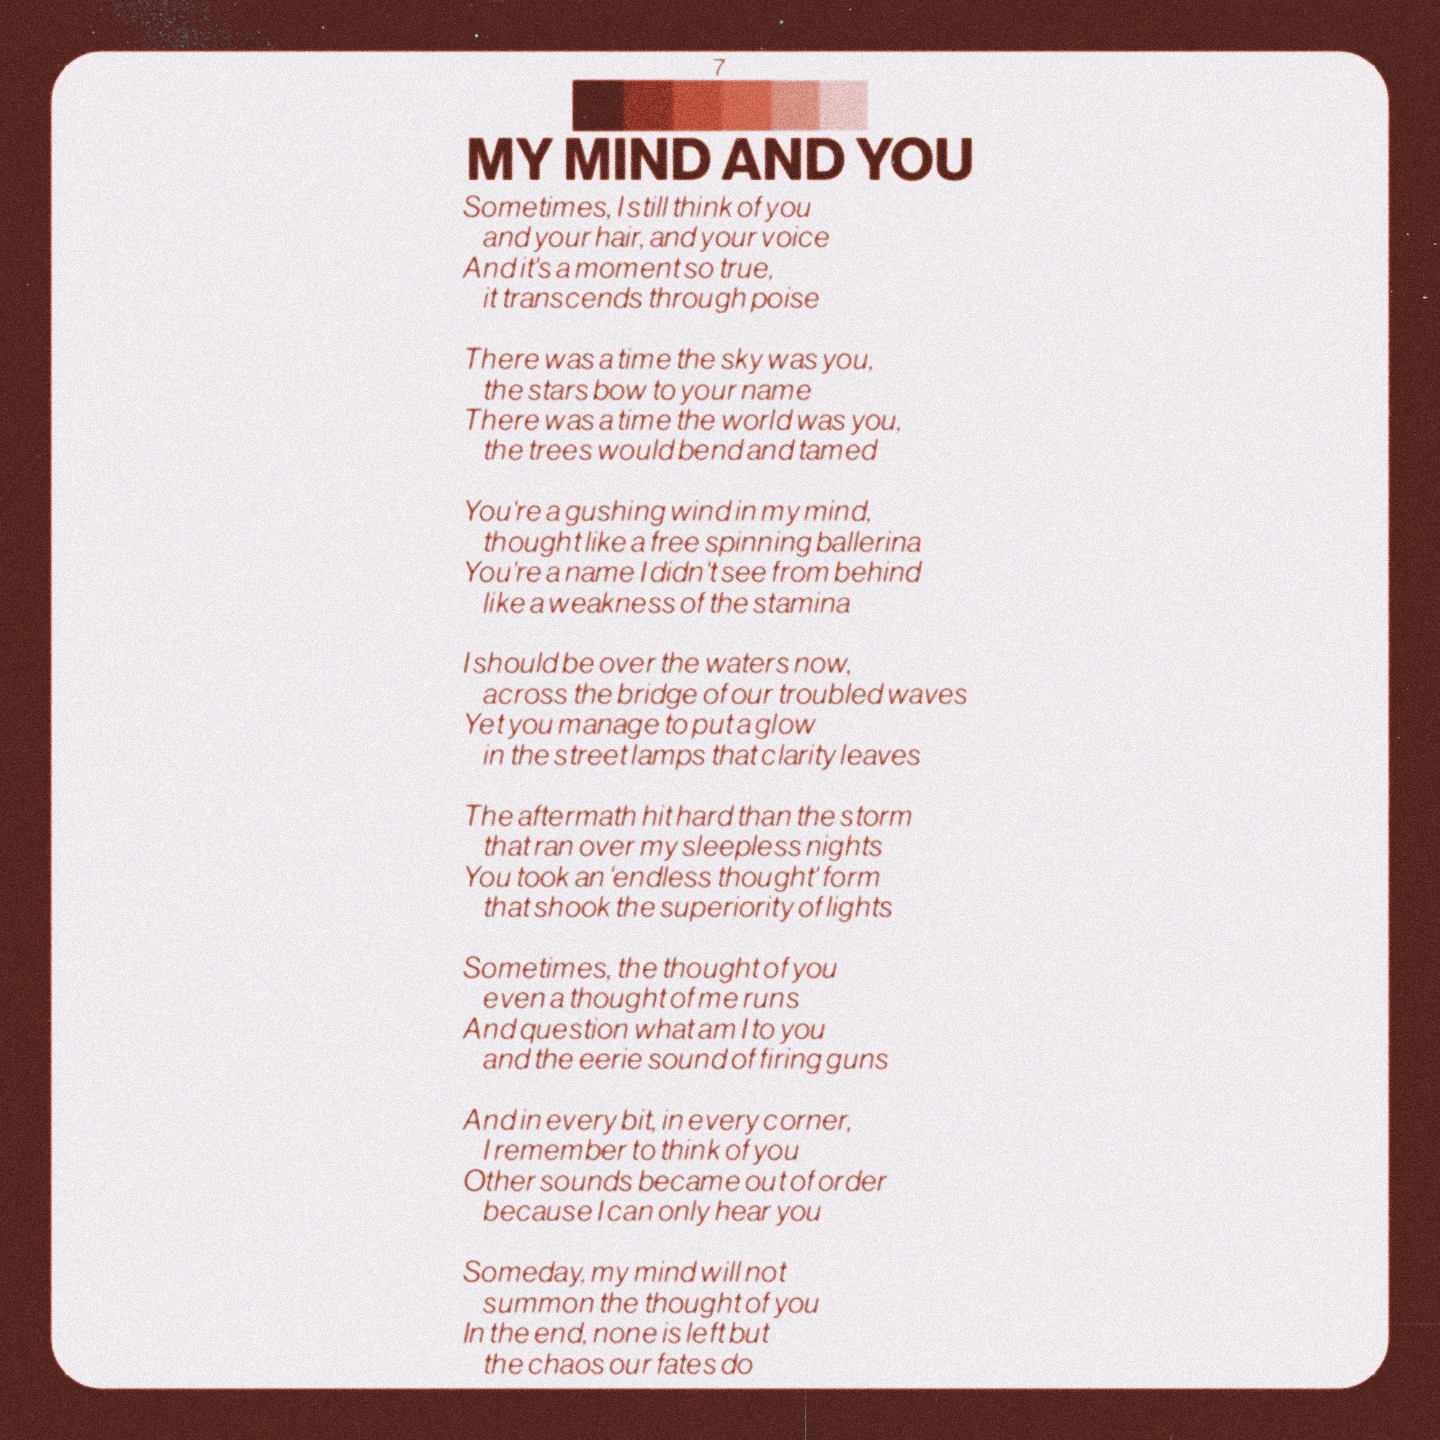 7
MY MIND AND YOU
Sometimes, I still think of you
and your hair, and your voice
And it's a moment so true,
it transcends through poise
There was a time the sky was you,
the stars bow to your name
There was a time the world was you,
the trees would bend and tamed
You're a gushing wind in my mind,
thought like a free spinning ballerina
You're a name I didn't see from behind
like a weakness of the stamina
I should be over the waters now,
across the bridge of our troubled waves
Yet you manage to put a glow
in the street lamps that clarity leaves
The aftermath hit hard than the storm
that ran over my sleepless nights
You took an 'endless thought' form
that shook the superiority of lights
Sometimes, the thought of you
even a thought of me runs
And question what am I to you
and the eerie sound of firing guns
And in every bit, in every corner,
I remember to think of you
Other sounds became out of order
because I can only hear you
Someday, my mind will not
summon the thought of you
In the end, none is left but
the chaos our fates do